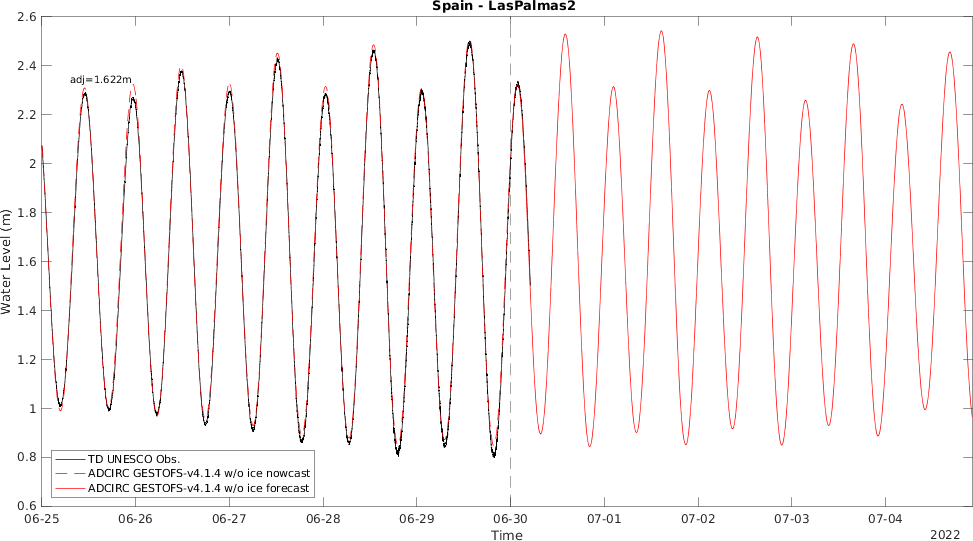 Spain - LasPalmas2
2.6
2.4
adj=1.622m
2.2
2
1.8
1.6
1.4
1.2
1
0.8
0.6
Water Level (m)
TD UNESCO Obs.
ADCIRC GESTOFS-v4.1.4 w/o ice nowcast
ADCIRC GESTOFS-v4.1.4 w/o ice forecast
06-25 06-26 06-27 06-28 06-29 06-30 07-01 07-02 07-03 07-04
Time
2022